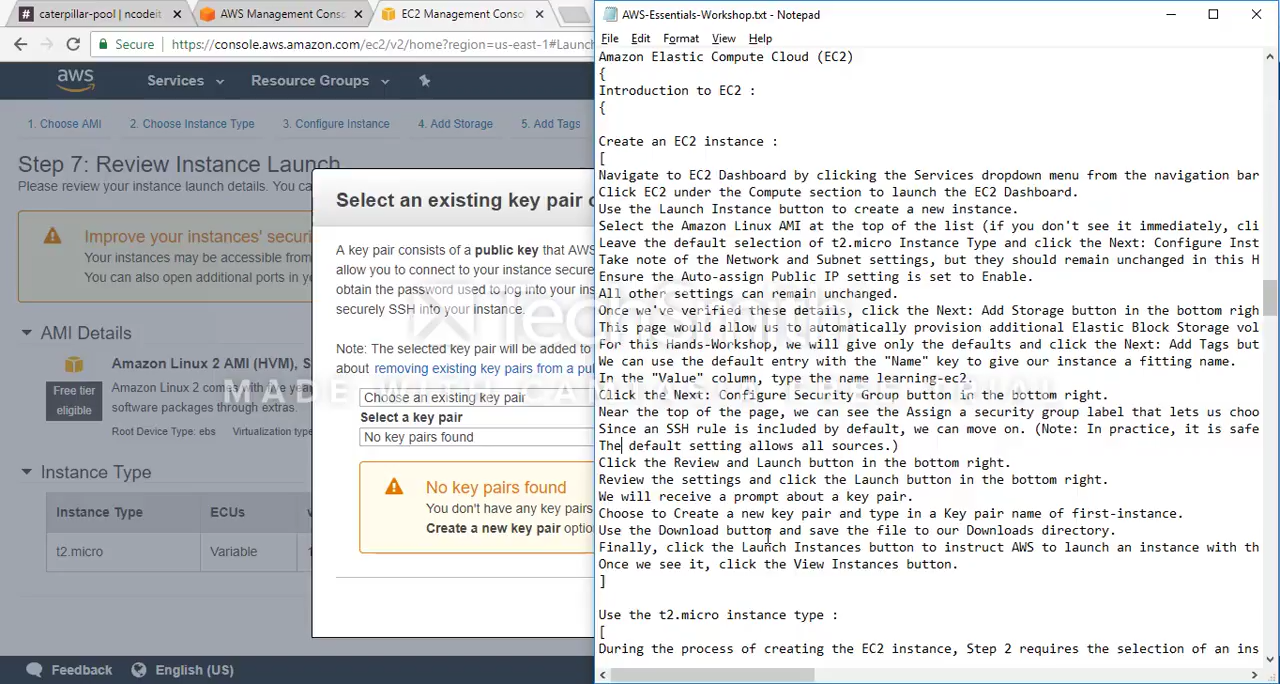 caterpillar-pool | ncodeit
AWS Management Conso
EC2 Management Conso
Secure
https://console.aws.amazon.com/ec2/v2/home?region=us-east-1#Launch
aws
Services
Resource Groups
1. Choose AMI
2. Choose Instance Type
3. Configure Instance
4. Add Storage
5. Add Tags
Step 7: Review Instance Launch
Please review your instance launch details. You ca
Improve your instances' securi
Your instances may be accessible from
You can also open additional ports in y
AMI Details
Amazon Linux 2 AMI (HVM), S
Free tier
eligible
Amazon Linux 2 comes with five years
software packages through extras.
Root Device Type: ebs
Virtualization type
Instance Type
Instance Type
ECUs
t2.micro
Variable
1
Feedback
English (US)
Select an existing key pair o
A key pair consists of a public key that AWS
allow you to connect to your instance secure
obtain the password used to log into your ins
securely SSH into your instance.
Note: The selected key pair will be added to
about removing existing key pairs from a pu
Choose an existing key pair
Select a key pair
No key pairs found
No key pairs found
You don't have any key pairs
Create a new key pair optio
AWS-Essentials-Workshop.txt - Notepad
File Edit Format View Help
Amazon Elastic Compute Cloud (EC2)
{
Introduction to EC2 :
{
Create an EC2 instance :
[
Navigate to EC2 Dashboard by clicking the Services dropdown menu from the navigation bar
Click EC2 under the Compute section to launch the EC2 Dashboard.
Use the Launch Instance button to create a new instance.
Select the Amazon Linux AMI at the top of the list (if you don't see it immediately, cli
Leave the default selection of t2.micro Instance Type and click the Next: Configure Inst
Take note of the Network and Subnet settings, but they should remain unchanged in this H
Ensure the Auto-assign Public IP setting is set to Enable.
All other settings can remain unchanged.
Once we've verified these details, click the Next: Add Storage button in the bottom righ
This page would allow us to automatically provision additional Elastic Block Storage vol
For this Hands-Workshop, we will give only the defaults and click the Next: Add Tags but
We can use the default entry with the "Name" key to give our instance a fitting name.
In the "Value" column, type the name learning-ec2.
Click the Next: Configure Security Group button in the bottom right.
Near the top of the page, we can see the Assign a security group label that lets us choo
Since an SSH rule is included by default, we can move on. (Note: In practice, it is safe
The default setting allows all sources.)
Click the Review and Launch button in the bottom right.
Review the settings and click the Launch button in the bottom right.
We will receive a prompt about a key pair.
Choose to Create a new key pair and type in a Key pair name of first-instance.
Use the Download button and save the file to our Downloads directory.
Finally, click the Launch Instances button to instruct AWS to launch an instance with th
Once we see it, click the View Instances button.
]
Use the t2.micro instance type :
[
During the process of creating the EC2 instance, Step 2 requires the selection of an ins
TechSmith
MADE WITH CAMTASIA FREE TRIAL